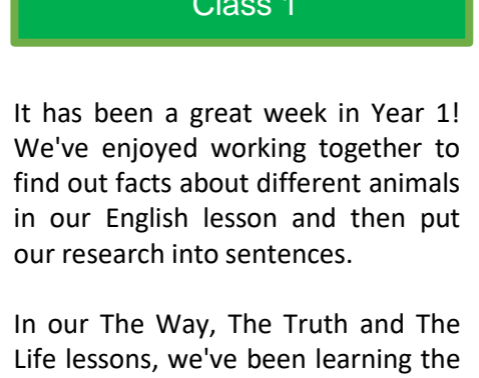 Class 1
It has been a great week in Year 1!
We've enjoyed working together to
find out facts about different animals
in our English lesson and then put
our research into sentences.
In our The Way, The Truth and The
Life lessons, we've been learning the